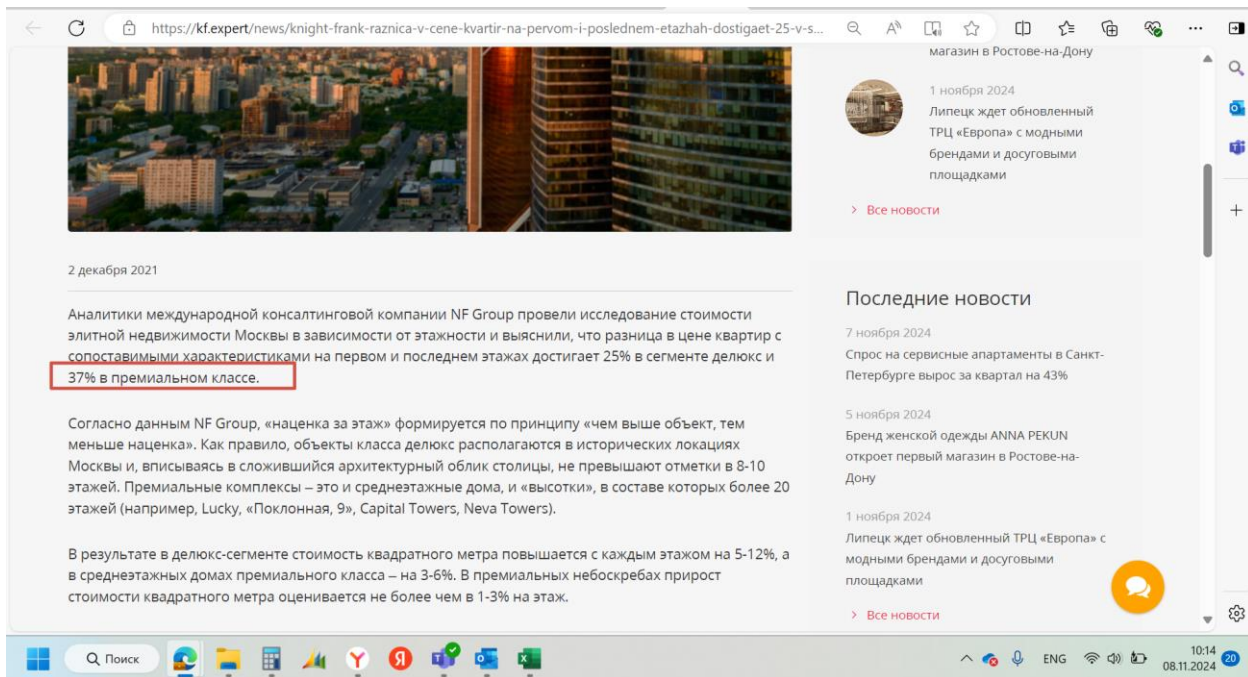 https://kf.expert/news/knight-frank-raznica-v-cene-kvartir-na-pervom-i-poslednem-etazhah-dostigaet-25-v-s...
магазин в Ростове-на-Дону
1 ноября 2024
Липецк ждет обновленный
ТРЦ «Европа» с модными
брендами и досуговыми
площадками
> Все новости
2 декабря 2021
Аналитики международной консалтинговой компании NF Group провели исследование стоимости
элитной недвижимости Москвы в зависимости от этажности и выяснили, что разница в цене квартир с
сопоставимыми характеристиками на первом и последнем этажах достигает 25% в сегменте делюкс и
37% в премиальном классе.
Согласно данным NF Group, «наценка за этаж» формируется по принципу «чем выше объект, тем
меньше наценка». Как правило, объекты класса делюкс располагаются в исторических локациях
Москвы и, вписываясь в сложившийся архитектурный облик столицы, не превышают отметки в 8-10
этажей. Премиальные комплексы – это и среднеэтажные дома, и «высотки», в составе которых более 20
этажей (например, Lucky, «Поклонная, 9», Capital Towers, Neva Towers).
В результате в делюкс-сегменте стоимость квадратного метра повышается с каждым этажом на 5-12%, а
в среднеэтажных домах премиального класса – на 3-6%. В премиальных небоскребах прирост
стоимости квадратного метра оценивается не более чем в 1-3% на этаж.
Последние новости
7 ноября 2024
Спрос на сервисные апартаменты в Санкт-
Петербурге вырос за квартал на 43%
5 ноября 2024
Бренд женской одежды ANNA PEKUN
откроет первый магазин в Ростове-на-
Дону
1 ноября 2024
Липецк ждет обновленный ТРЦ «Европа» с
модными брендами и досуговыми
площадками
> Все новости
Поиск
ENG
10:14
08.11.2024
20